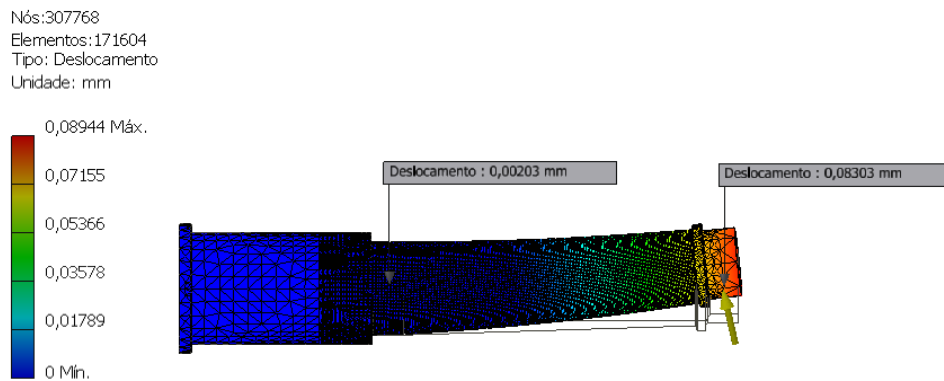 Nós:307768
Elementos:171604
Tipo: Deslocamento
Unidade: mm
0,08944 Máx.
0,07155
0,05366
0,03578
0,01789
0 Mín.
Deslocamento : 0,00203 mm
Deslocamento : 0,08303 mm